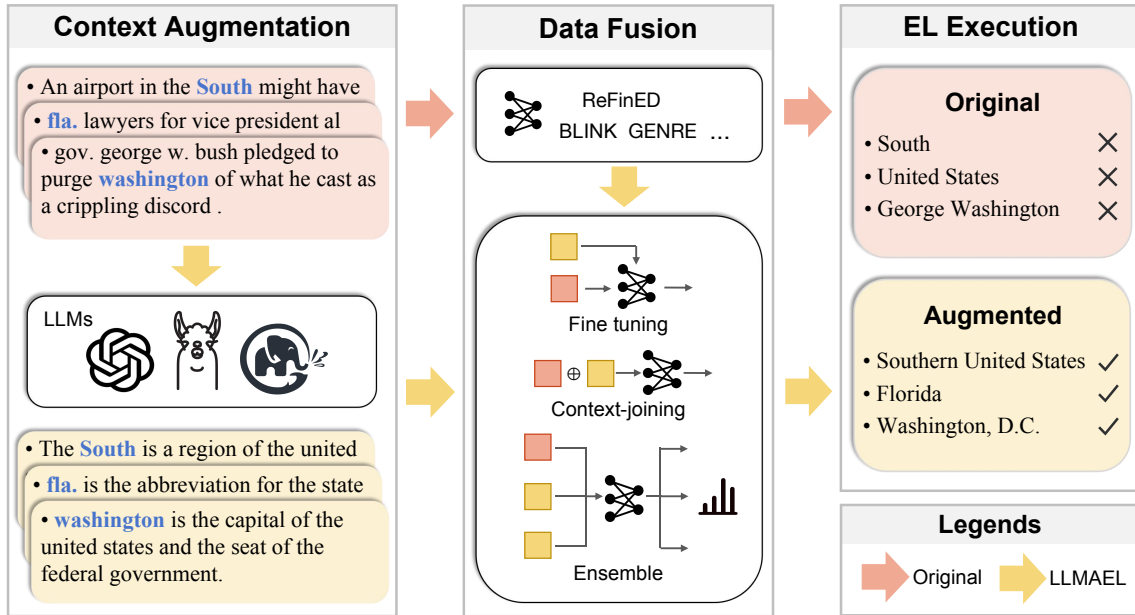 Context Augmentation
• An airport in the South might have
• fla. lawyers for vice president al
• gov. george w. bush pledged to
purge washington of what he cast as
a crippling discord .
LLMs
• The South is a region of the united
• fla. is the abbreviation for the state
• washington is the capital of the
united states and the seat of the
federal government.
Data Fusion
ReFinED
BLINK GENRE ...
Fine tuning
⊕
Context-joining
Ensemble
EL Execution
Original
• South
• United States
• George Washington
Augmented
• Southern United States
• Florida
• Washington, D.C.
Legends
Original
LLMAEL